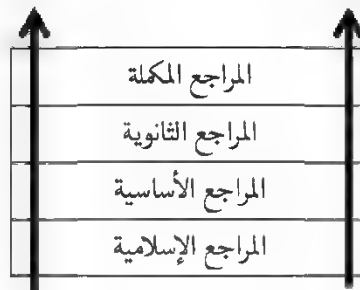 المراجع المكملة
المراجع الثانوية
المراجع الأساسية
المراجع الإسلامية